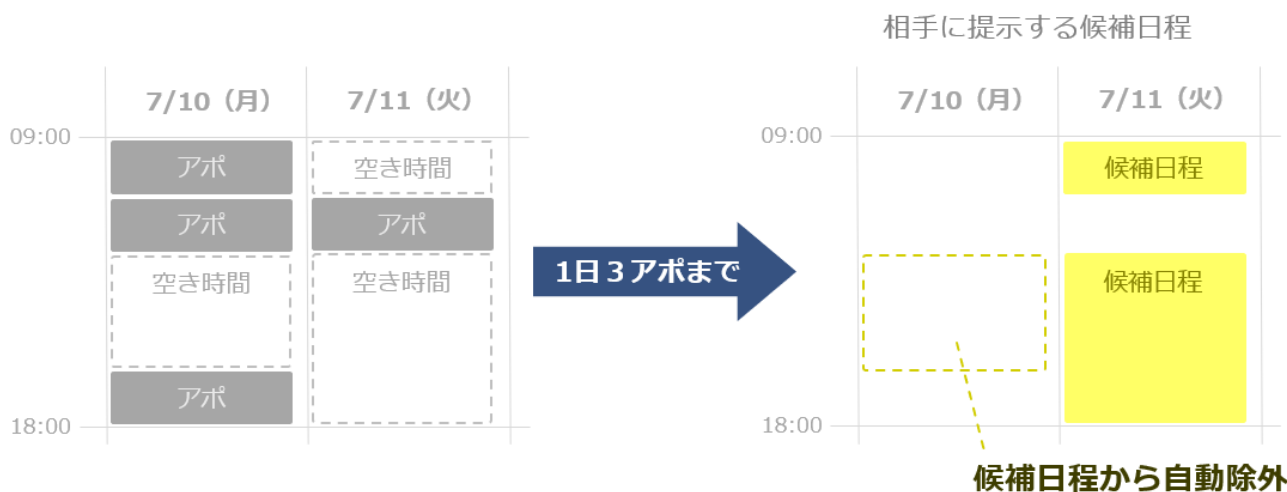 相手に提示する候補日程
7/10（月）
7/11（火）
09:00
アポ
空き時間
アポ
アポ
空き時間
空き時間
アポ
18:00
1日３アポまで
7/10（月）
7/11（火）
09:00
候補日程
候補日程
18:00
候補日程から自動除外